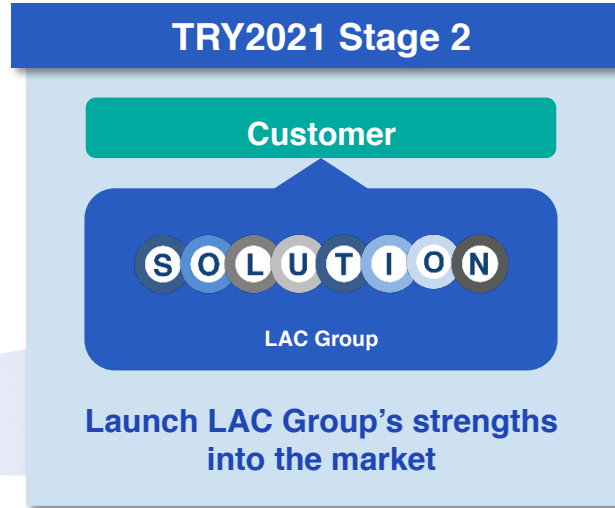 TRY2021 Stage 2
Customer
SOLUTION
LAC Group
Launch LAC Group's strengths
into the market